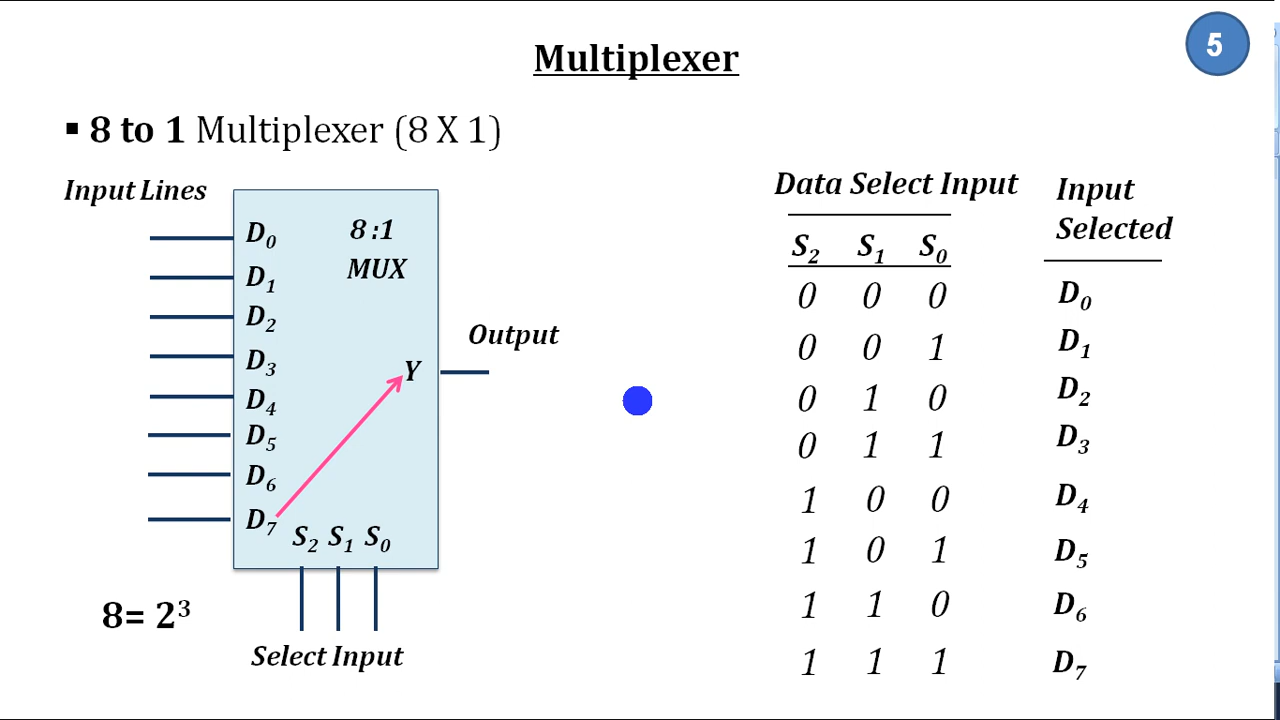 5
Multiplexer
▪ 8 to 1 Multiplexer (8 X 1)
Input Lines
D₀
D₁
D₂
D₃
D₄
D₅
D₆
D₇
8 :1
MUX
Y
Output
S₂ S₁ S₀
Select Input
8= 2³
Data Select Input
Input
Selected
S₂ S₁ S₀
0 0 0 D₀
0 0 1 D₁
0 1 0 D₂
0 1 1 D₃
1 0 0 D₄
1 0 1 D₅
1 1 0 D₆
1 1 1 D₇